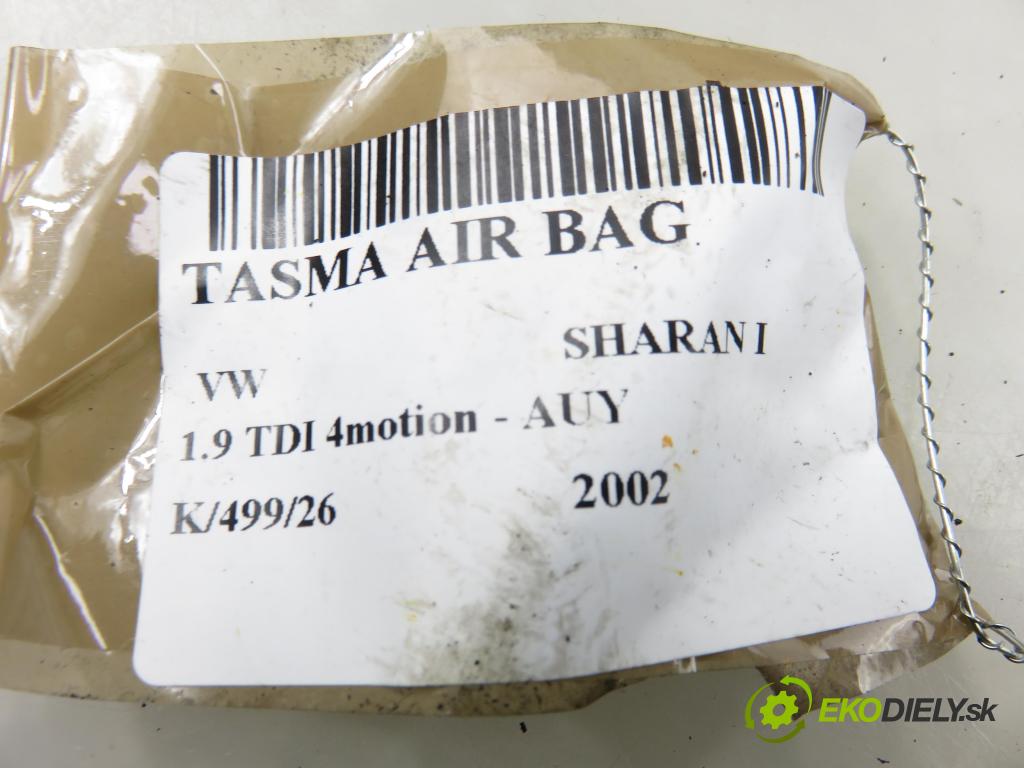 TASMA AIR BAG
SHARAN I
VW
1.9 TDI 4motion - AUY
K/499/26
2002
EKODIELY.sk